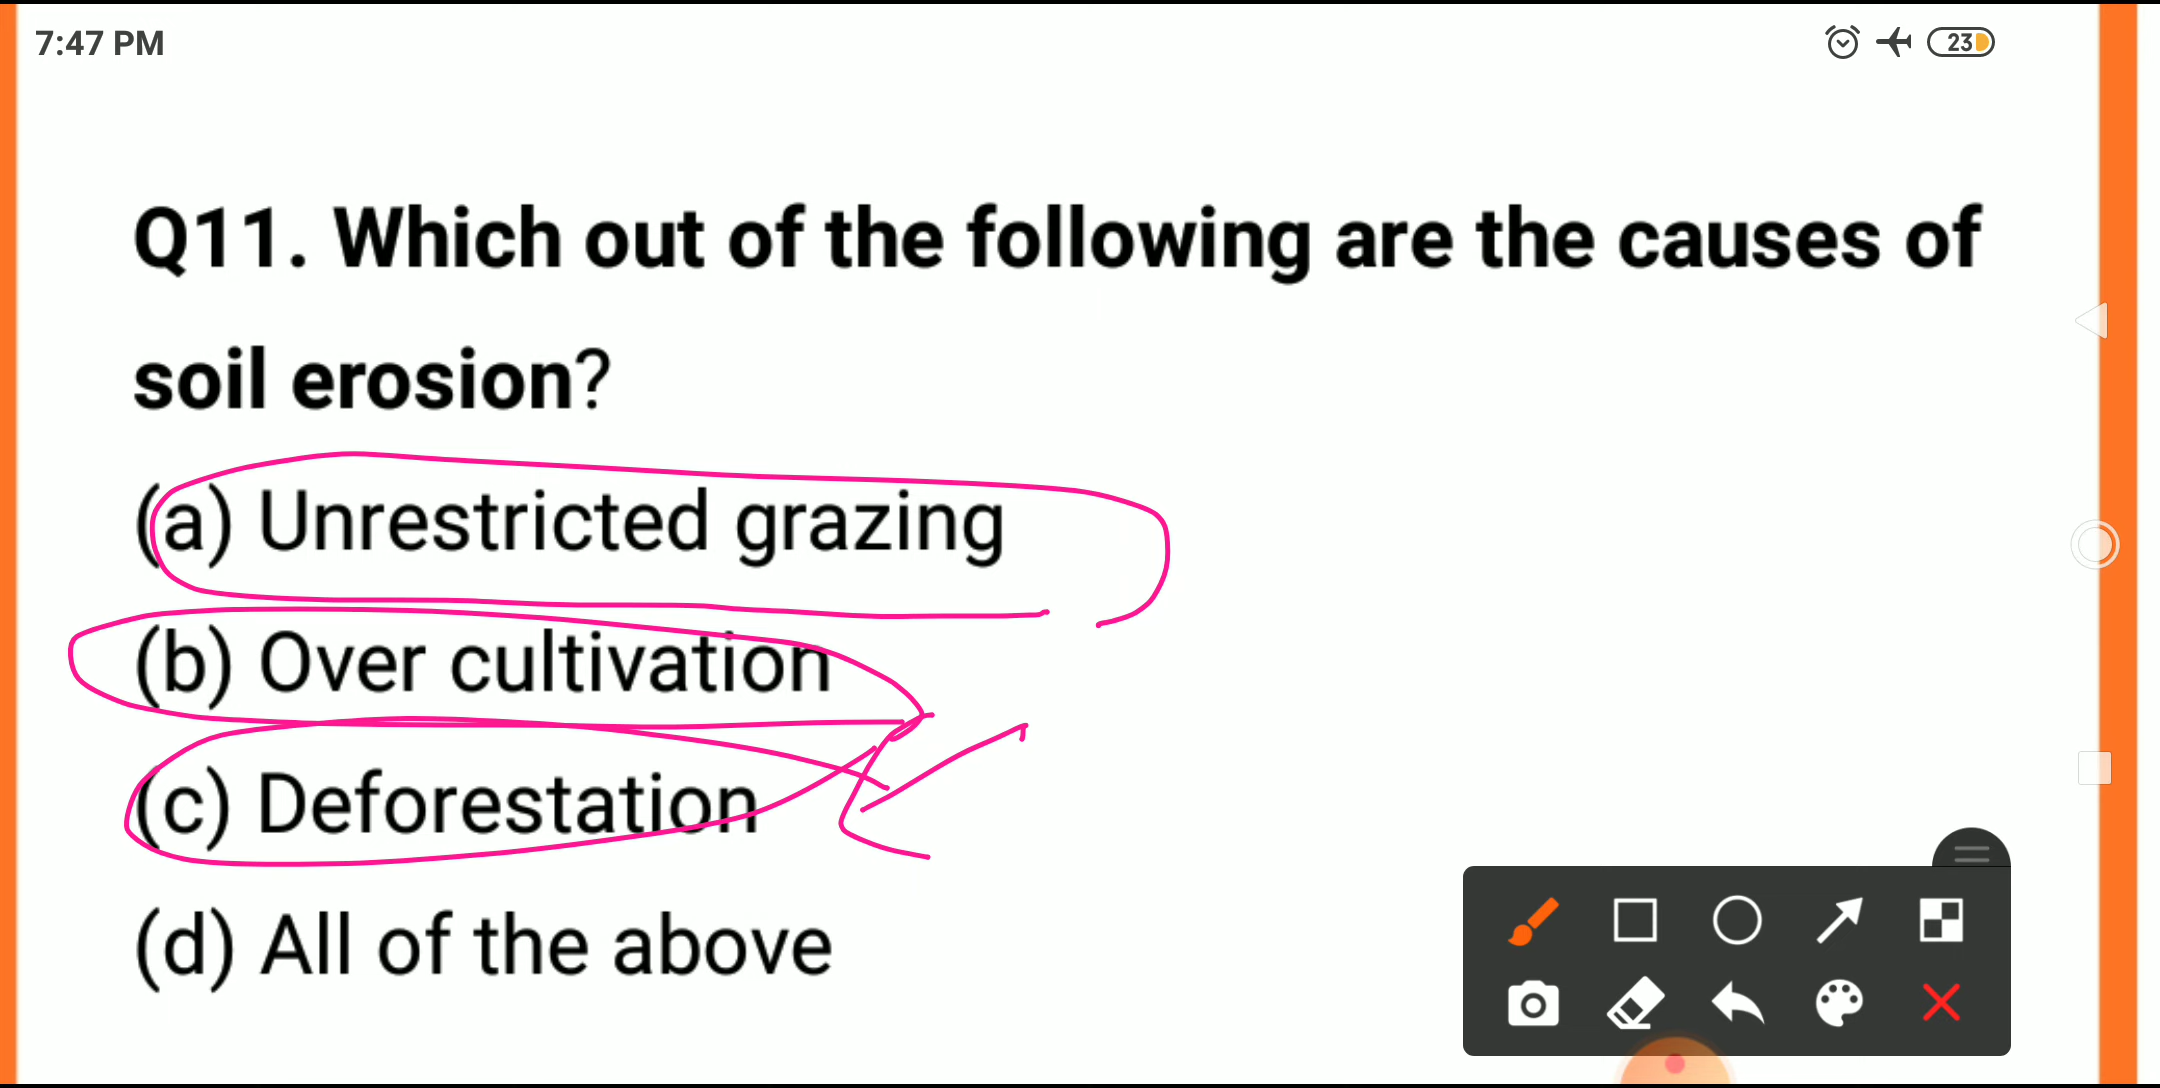 7:47 PM
23
Q11. Which out of the following are the causes of
soil erosion?
(a) Unrestricted grazing
(b) Over cultivation
(c) Deforestation
(d) All of the above